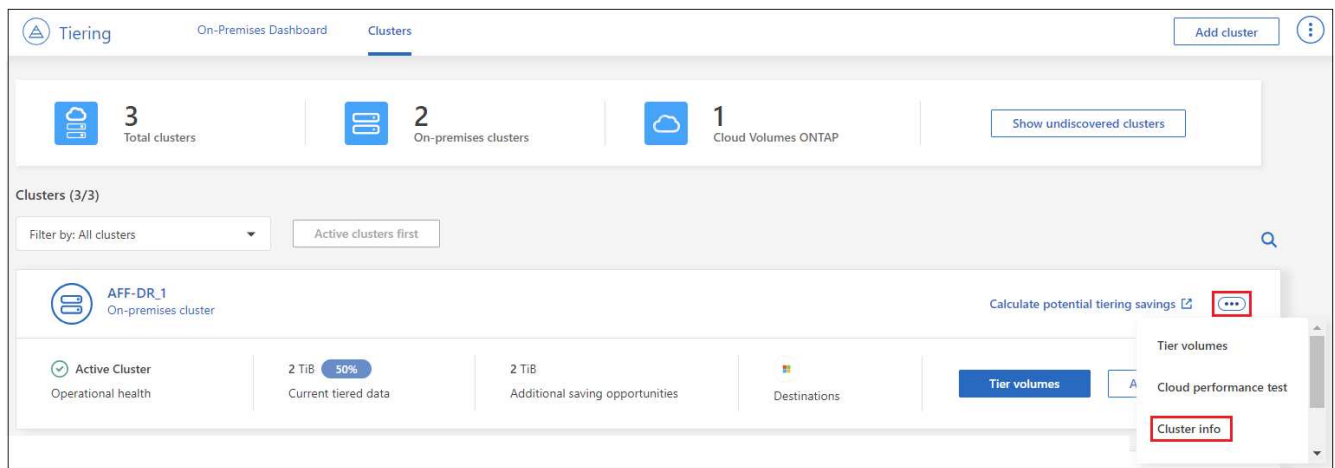 Tiering
On-Premises Dashboard
Clusters
Add cluster
3
Total clusters
2
On-premises clusters
1
Cloud Volumes ONTAP
Show undiscovered clusters
Clusters (3/3)
Filter by: All clusters
Active clusters first
AFF-DR_1
On-premises cluster
Calculate potential tiering savings
Active Cluster
Operational health
2 TiB 50%
Current tiered data
2 TiB
Additional saving opportunities
Destinations
Tier volumes
A
Tier volumes
Cloud performance test
Cluster info